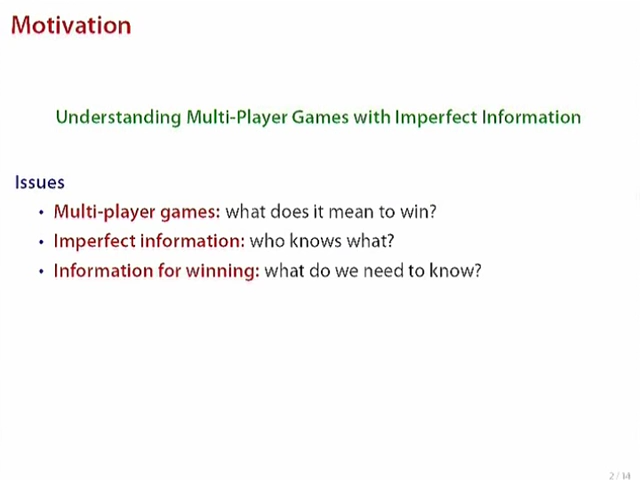 Motivation
Understanding Multi-Player Games with Imperfect Information
Issues
• Multi-player games: what does it mean to win?
• Imperfect information: who knows what?
• Information for winning: what do we need to know?
2 / 14